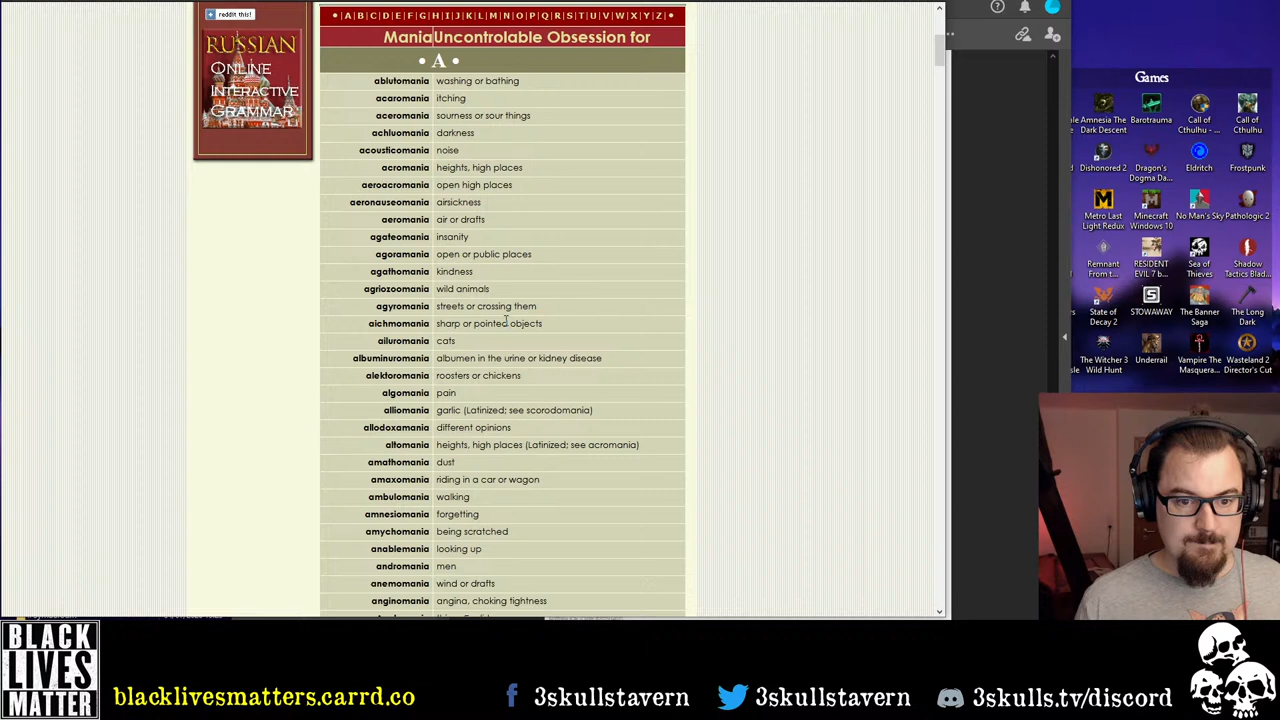 reddit this!
RUSSIAN
ONLINE
INTERACTIVE
GRAMMAR
• | A | B | C | D | E | F | G | H | I | J | K | L | M | N | O | P | Q | R | S | T | U | V | W | X | Y | Z | •
Mania Uncontrolable Obsession for
• A •
ablutomania washing or bathing
acaromania itching
aceromania sourness or sour things
achluomania darkness
acousticomania noise
acromania heights, high places
aeroacromania open high places
aeronauseomania airsickness
aeromania air or drafts
agateomania insanity
agoramania open or public places
agathomania kindness
agriozoomania wild animals
agyromania streets or crossing them
aichmomania sharp or pointed objects
ailuromania cats
albuminuromania albumen in the urine or kidney disease
alektoromania roosters or chickens
algomania pain
alliomania garlic (Latinized; see scorodomania)
allodoxamania different opinions
altomania heights, high places (Latinized; see acromania)
amathomania dust
amaxomania riding in a car or wagon
ambulomania walking
amnesiomania forgetting
amychomania being scratched
anablemania looking up
andromania men
anemomania wind or drafts
anginomania angina, choking tightness
Games
Amnesia The Dark Descent
Barotrauma
Call of Cthulhu - ...
Call of Cthulhu
Dishonored 2
Dragon's Dogma Da...
Eldritch
Frostpunk
Metro Last Light Redux
Minecraft Windows 10
No Man's Sky
Pathologic 2
Remnant From t...
RESIDENT EVIL 7 b...
Sea of Thieves
Shadow Tactics Blad...
State of Decay 2
STOWAWAY
The Banner Saga
The Long Dark
The Witcher 3 Wild Hunt
Underrail
Vampire The Masquera...
Wasteland 2 Director's Cut
BLACK
LIVES
MATTER
blacklivesmatters.carrd.co
3skullstavern
3skullstavern
3skulls.tv/discord